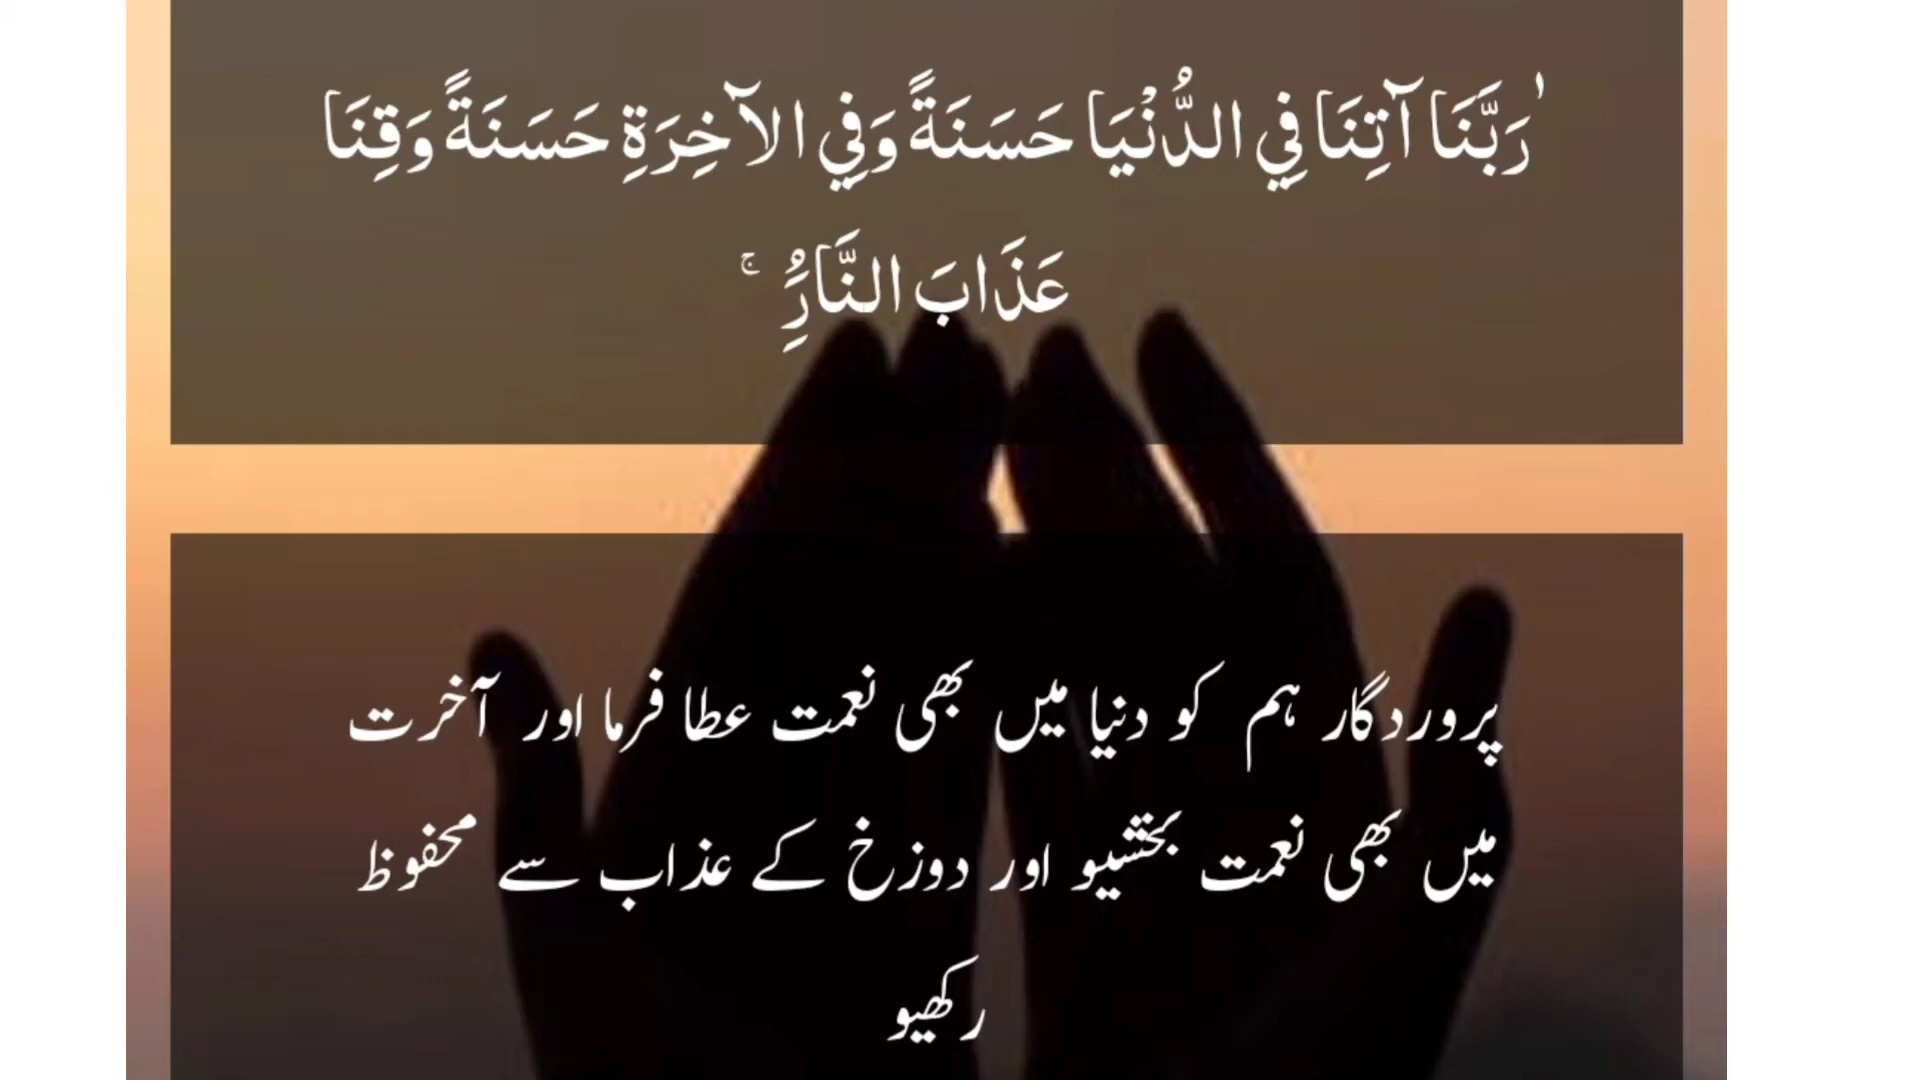 ٰرَبَّنَا آتِنَا فِي الدُّنْيَا حَسَنَةً وَفِي الآخِرَةِ حَسَنَةً وَقِنَا
عَذَابَ النَّارُِ ۚ
پروردگار ہم کو دنیا میں بھی نعمت عطا فرما اور آخرت
میں بھی نعمت بخشیو اور دوزخ کے عذاب سے محفوظ
رکھیو